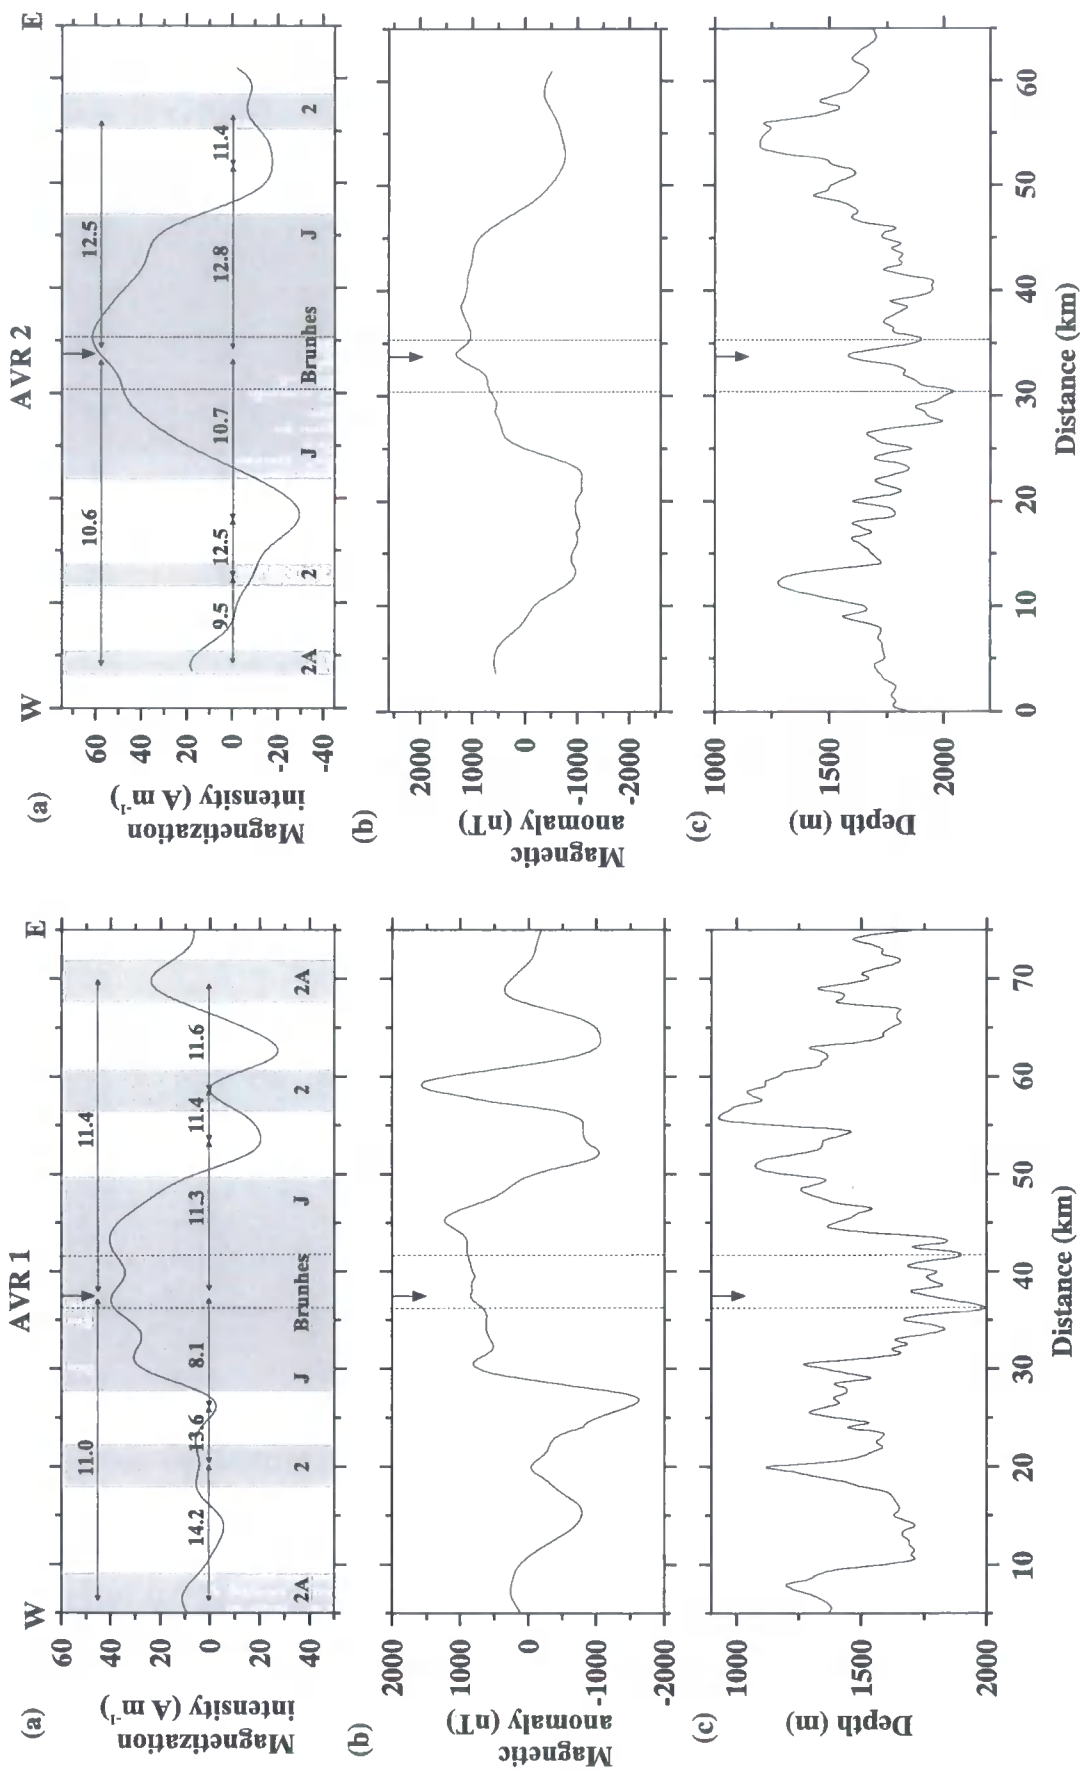 AVR 1
W
E
(a)
Magnetization
intensity (A m⁻¹)
60
40
20
0
20
40
11.0
11.4
14.2
13.6
8.1
11.3
11.4
11.6
2A
2
J
Brunhes
J
2
2A
(b)
Magnetic
anomaly (nT)
2000
1000
0
-1000
-2000
(c)
Depth (m)
1000
1500
2000
10
20
30
40
50
60
70
Distance (km)
AVR 2
W
E
(a)
Magnetization
intensity (A m⁻¹)
60
40
20
0
-20
-40
10.6
12.5
9.5
12.5
10.7
12.8
11.4
2A
2
J
Brunhes
J
2
(b)
Magnetic
anomaly (nT)
2000
1000
0
-1000
-2000
(c)
Depth (m)
1000
1500
2000
0
10
20
30
40
50
60
Distance (km)